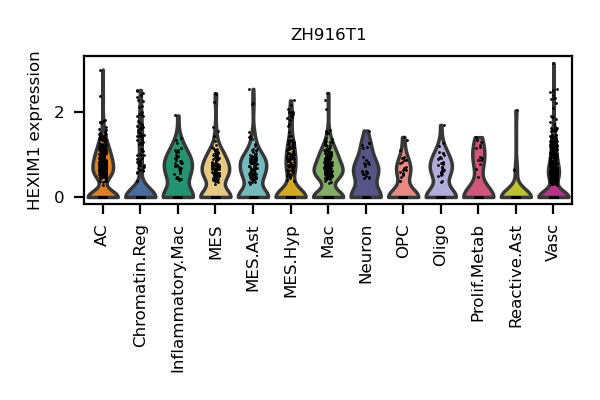 ZH916T1
HEXIM1 expression
2
0
AC
Chromatin.Reg
Inflammatory.Mac
MES
MES.Ast
MES.Hyp
Mac
Neuron
OPC
Oligo
Prolif.Metab
Reactive.Ast
Vasc